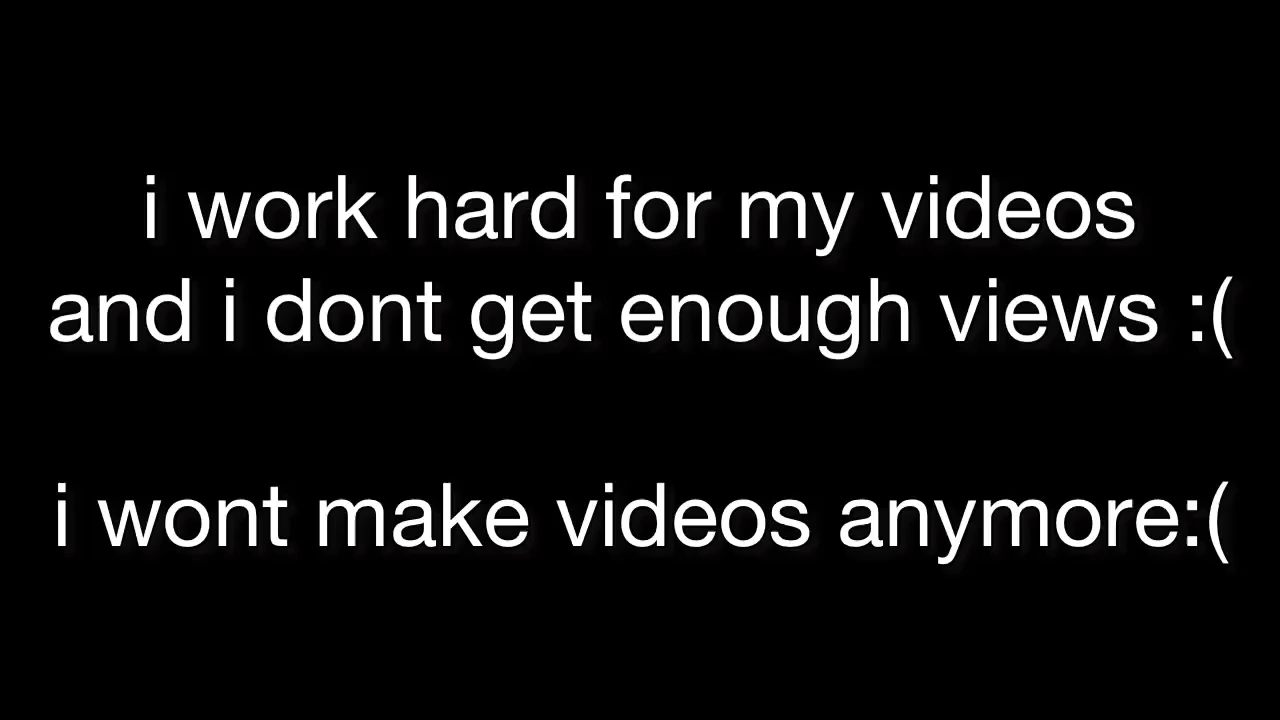 i work hard for my videos
and i dont get enough views :(
i wont make videos anymore:(